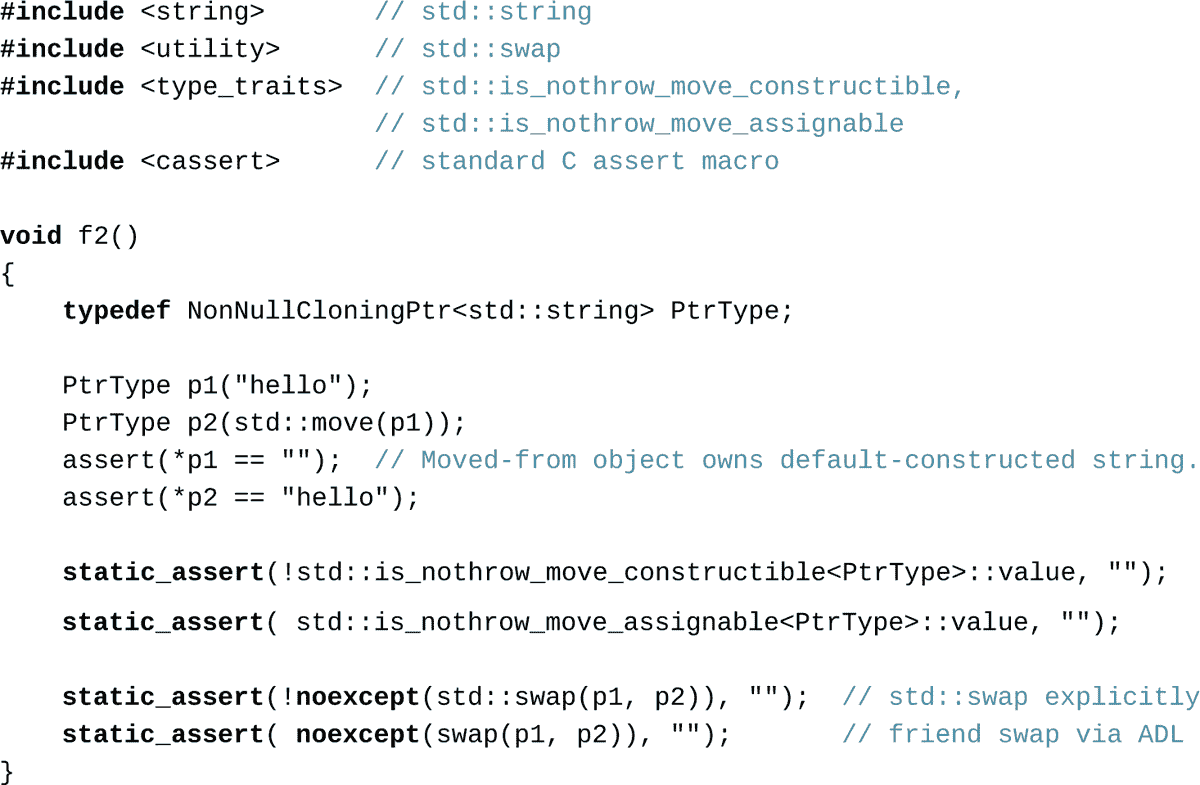 #include <string>       // std::string
#include <utility>      // std::swap
#include <type_traits>  // std::is_nothrow_move_constructible,
                        // std::is_nothrow_move_assignable
#include <cassert>      // standard C assert macro

void f2()
{
    typedef NonNullCloningPtr<std::string> PtrType;

    PtrType p1("hello");
    PtrType p2(std::move(p1));
    assert(*p1 == "");  // Moved-from object owns default-constructed string.
    assert(*p2 == "hello");

    static_assert(!std::is_nothrow_move_constructible<PtrType>::value, "");
    static_assert( std::is_nothrow_move_assignable<PtrType>::value, "");

    static_assert(!noexcept(std::swap(p1, p2)), "");  // std::swap explicitly
    static_assert( noexcept(swap(p1, p2)), "");       // friend swap via ADL
}